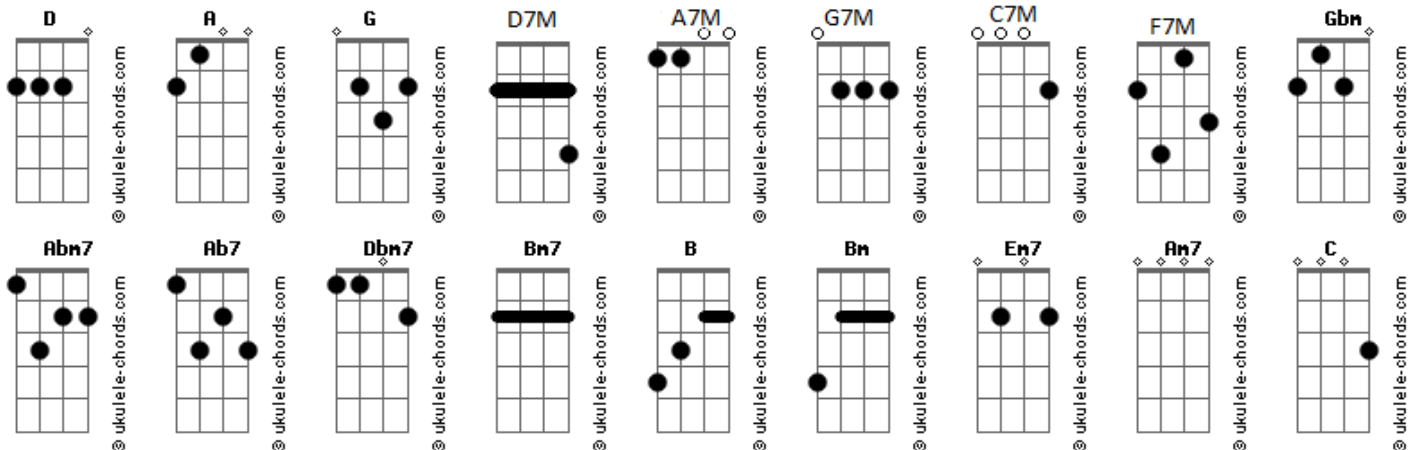 D A G D7M A7M G7M C7M F7M Gbm
© ukulele-chords.com © ukulele-chords.com © ukulele-chords.com © ukulele-chords.com © ukulele-chords.com © ukulele-chords.com © ukulele-chords.com © ukulele-chords.com © ukulele-chords.com
Abm7 Ab7 Dbm7 Bm7 B Bm Em7 Am7 C
© ukulele-chords.com © ukulele-chords.com © ukulele-chords.com © ukulele-chords.com © ukulele-chords.com © ukulele-chords.com © ukulele-chords.com © ukulele-chords.com © ukulele-chords.com